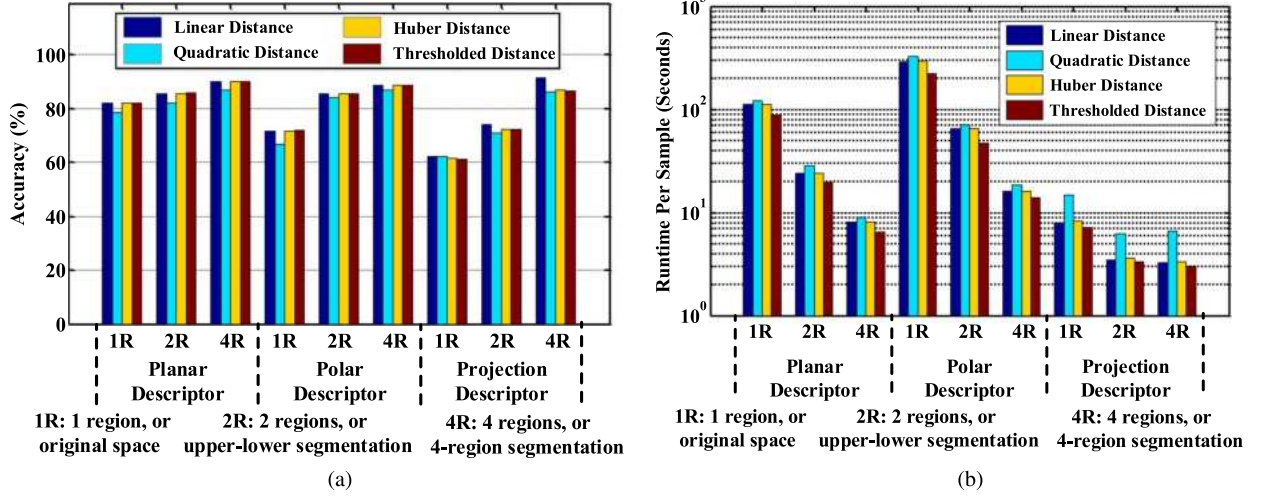 Linear Distance
Huber Distance
Quadratic Distance
Thresholded Distance
Accuracy (%)
100
80
60
40
20
0
1R 2R 4R 1R 2R 4R 1R 2R 4R
Planar Descriptor
Polar Descriptor
Projection Descriptor
1R: 1 region, or original space
2R: 2 regions, or upper-lower segmentation
4R: 4 regions, or 4-region segmentation
(a)
Linear Distance
Quadratic Distance
Huber Distance
Thresholded Distance
Runtime Per Sample (Seconds)
10²
10¹
10⁰
1R 2R 4R 1R 2R 4R 1R 2R 4R
Planar Descriptor
Polar Descriptor
Projection Descriptor
1R: 1 region, or original space
2R: 2 regions, or upper-lower segmentation
4R: 4 regions, or 4-region segmentation
(b)